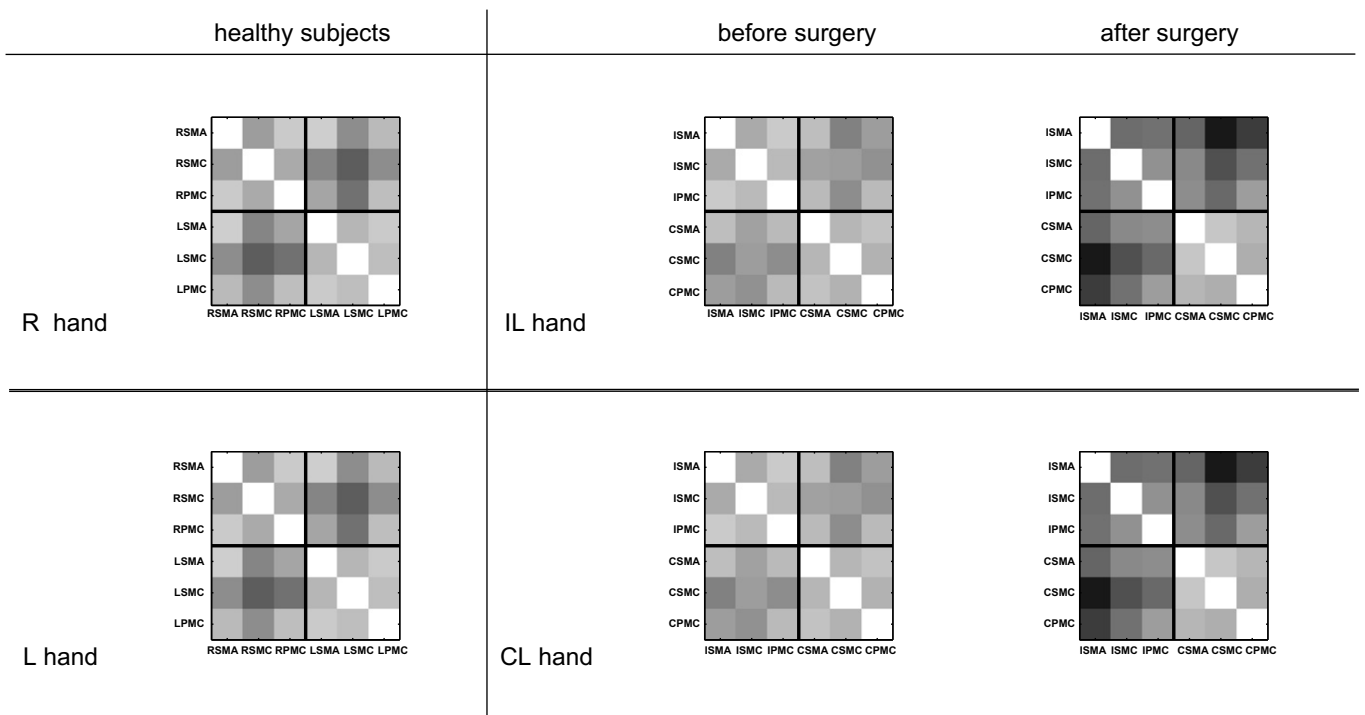 healthy subjects before surgery after surgery
RSMA
RSMC
RPMC
LSMA
LSMC
LPMC
RSMA RSMC RPMC LSMA LSMC LPMC
R hand
ISMA
ISMC
IPMC
CSMA
CSMC
CPMC
ISMA ISMC IPMC CSMA CSMC CPMC
IL hand
ISMA
ISMC
IPMC
CSMA
CSMC
CPMC
ISMA ISMC IPMC CSMA CSMC CPMC
RSMA
RSMC
RPMC
LSMA
LSMC
LPMC
RSMA RSMC RPMC LSMA LSMC LPMC
L hand
ISMA
ISMC
IPMC
CSMA
CSMC
CPMC
ISMA ISMC IPMC CSMA CSMC CPMC
CL hand
ISMA
ISMC
IPMC
CSMA
CSMC
CPMC
ISMA ISMC IPMC CSMA CSMC CPMC